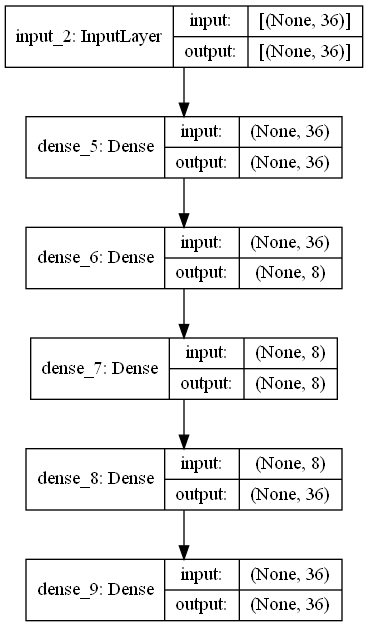 input_2: InputLayer input: [(None, 36)]
output: [(None, 36)]
dense_5: Dense input: (None, 36)
output: (None, 36)
dense_6: Dense input: (None, 36)
output: (None, 8)
dense_7: Dense input: (None, 8)
output: (None, 8)
dense_8: Dense input: (None, 8)
output: (None, 36)
dense_9: Dense input: (None, 36)
output: (None, 36)